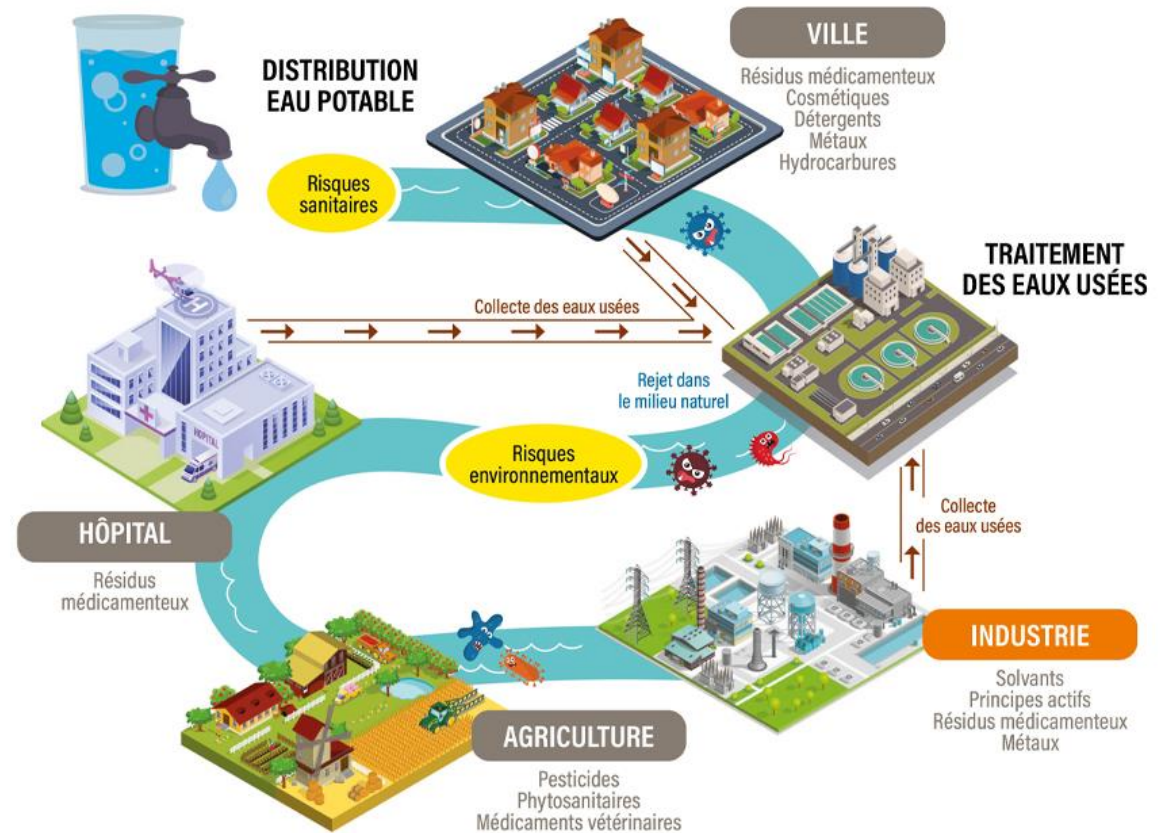 DISTRIBUTION
EAU POTABLE
VILLE
Résidus médicamenteux
Cosmétiques
Détergents
Métaux
Hydrocarbures
Risques
sanitaires
TRAITEMENT
DES EAUX USÉES
H
Collecte des eaux usées
Rejet dans
le milieu naturel
HOPITAL
Risques
environnementaux
Collecte
des eaux usées
HÔPITAL
Résidus
médicamenteux
INDUSTRIE
Solvants
Principes actifs
Résidus médicamenteux
Métaux
AGRICULTURE
Pesticides
Phytosanitaires
Médicaments vétérinaires